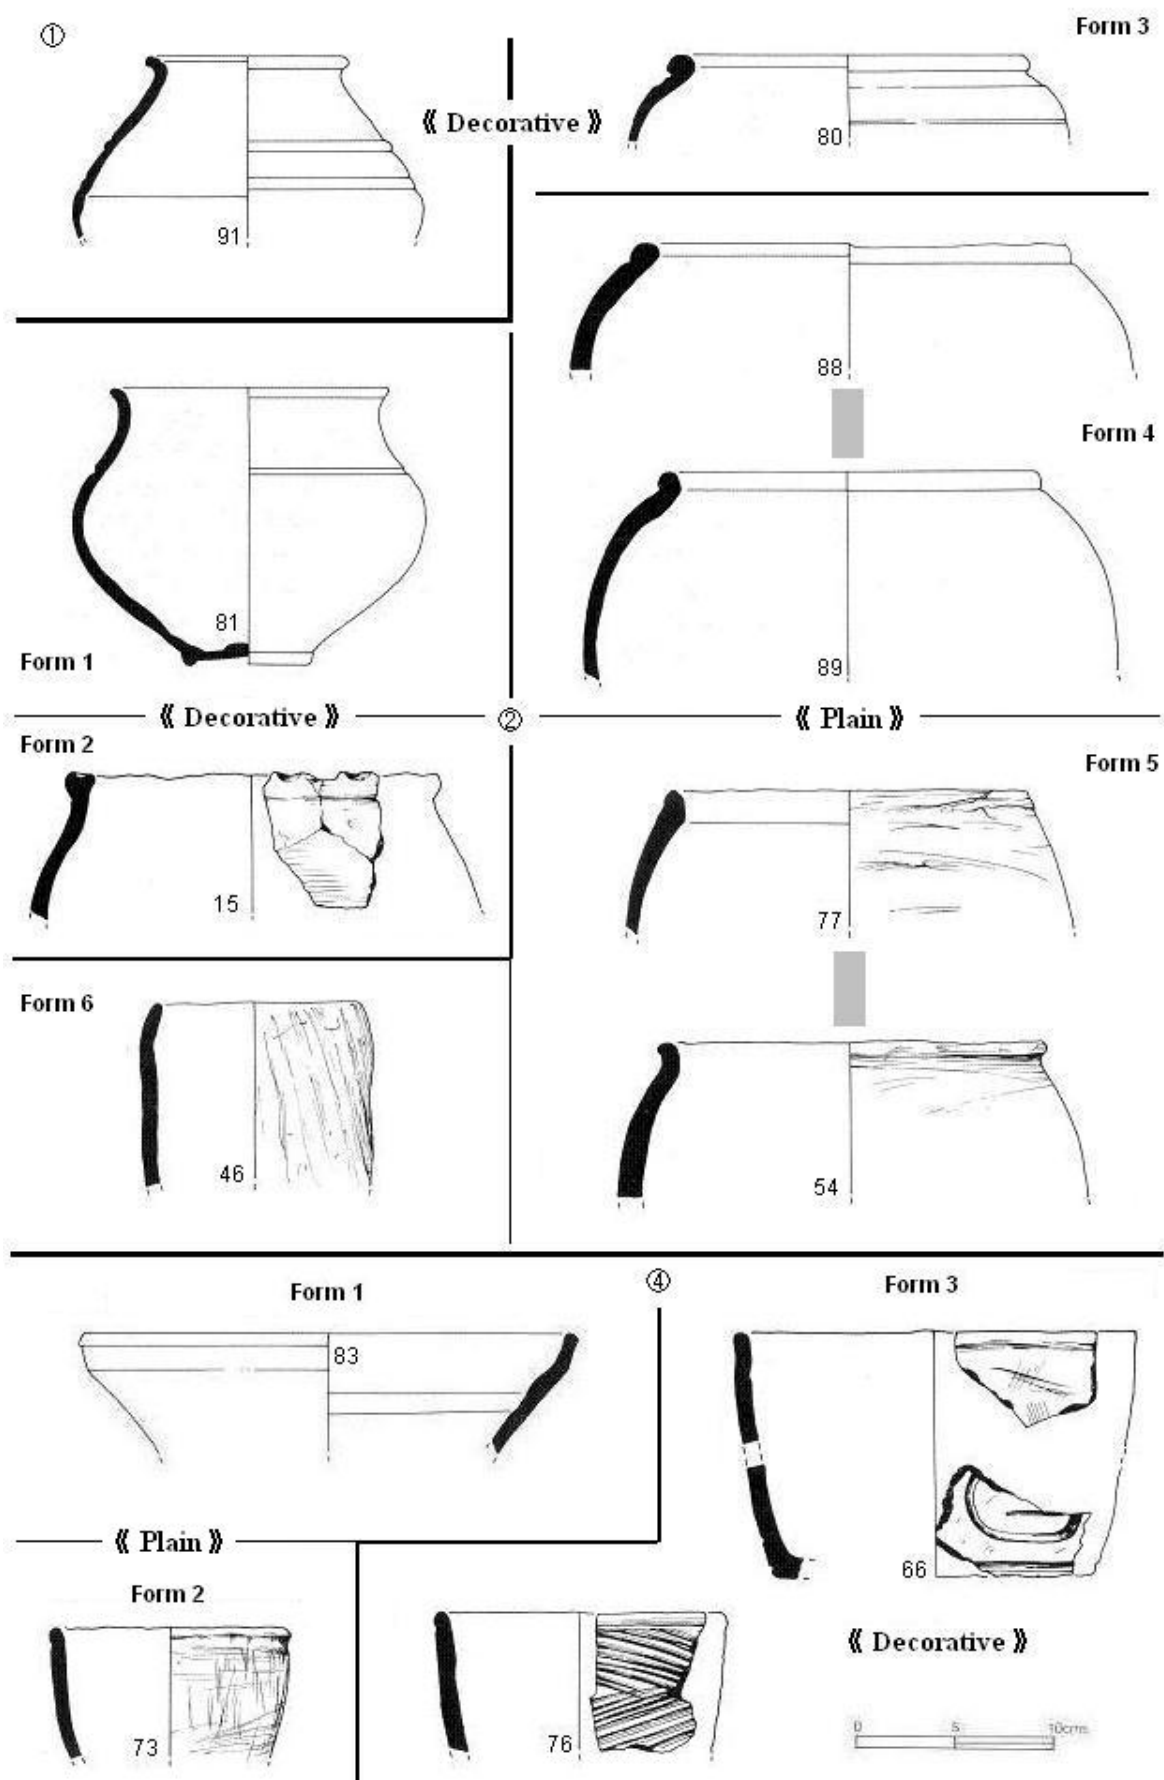 ①
Form 3
⟪ Decorative ⟫
80
91
88
Form 4
81
Form 1
89
⟪ Decorative ⟫ ② ⟪ Plain ⟫
Form 2
Form 5
15
77
Form 6
46
54
Form 1
④
Form 3
83
⟪ Plain ⟫
66
Form 2
⟪ Decorative ⟫
73
76
0 5 10cms